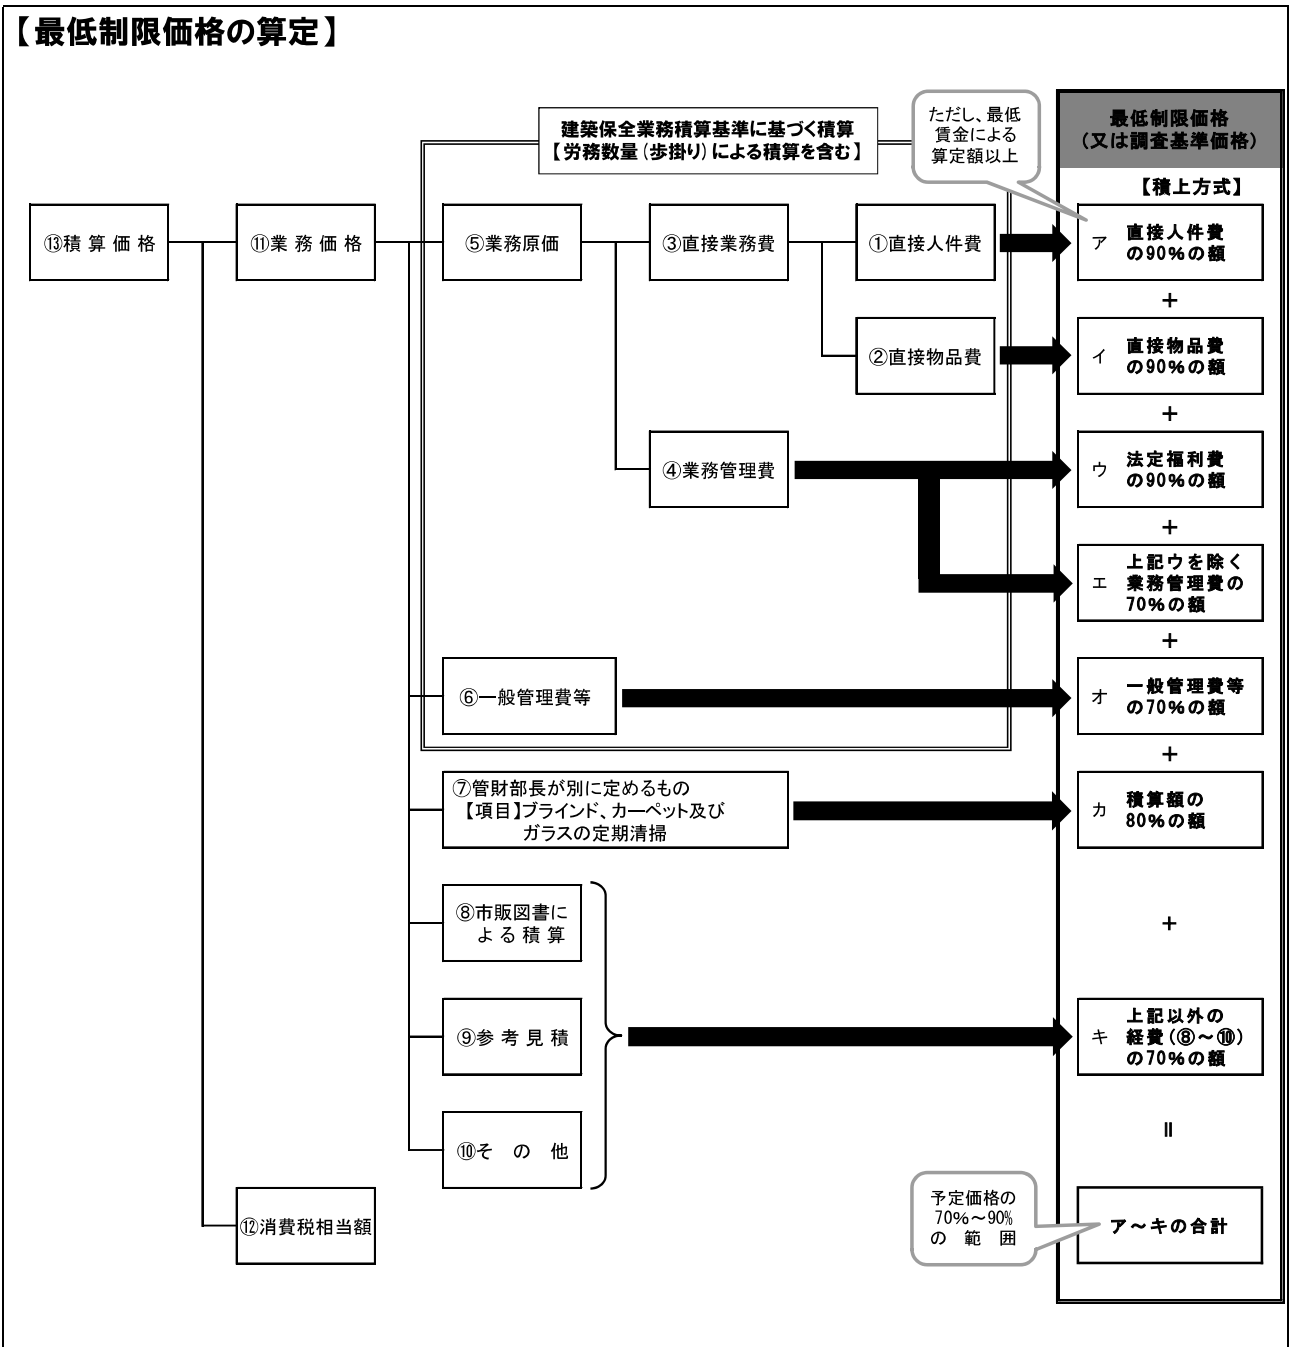 【最低制限価格の算定】
建築保全業務積算基準に基づく積算
【労務数量(歩掛り)による積算を含む】
ただし、最低
賃金による
算定額以上
最低制限価格
(又は調査基準価格)
【積上方式】
⑬積算価格
⑪業務価格
⑤業務原価
③直接業務費
①直接人件費
ア 直接人件費
の90%の額
+
②直接物品費
イ 直接物品費
の90%の額
+
④業務管理費
ウ 法定福利費
の90%の額
+
エ 上記ウを除く
業務管理費の
70%の額
+
⑥一般管理費等
オ 一般管理費等
の70%の額
+
⑦管財部長が別に定めるもの
【項目】ブラインド、カーペット及び
ガラスの定期清掃
カ 積算額の
80%の額
⑧市販図書に
よる積算
+
⑨参考見積
キ 上記以外の
経費(⑧~⑩)
の70%の額
⑩その他
=
⑫消費税相当額
予定価格の
70%~90%
の範囲
ア~キの合計